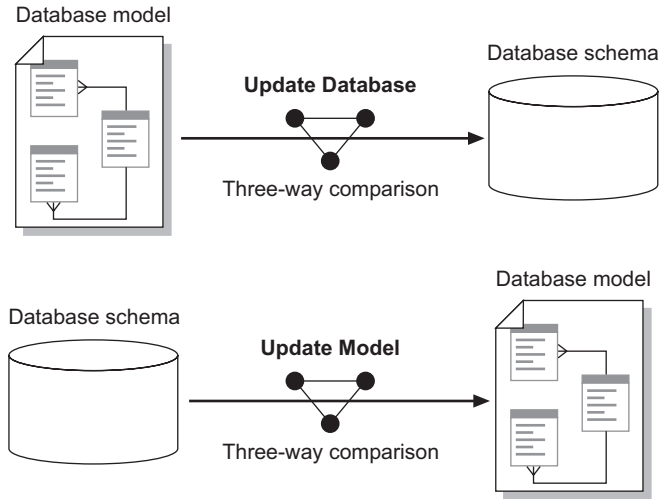 Database model
Database schema
Update Database
Three-way comparison
Database model
Database schema
Update Model
Three-way comparison